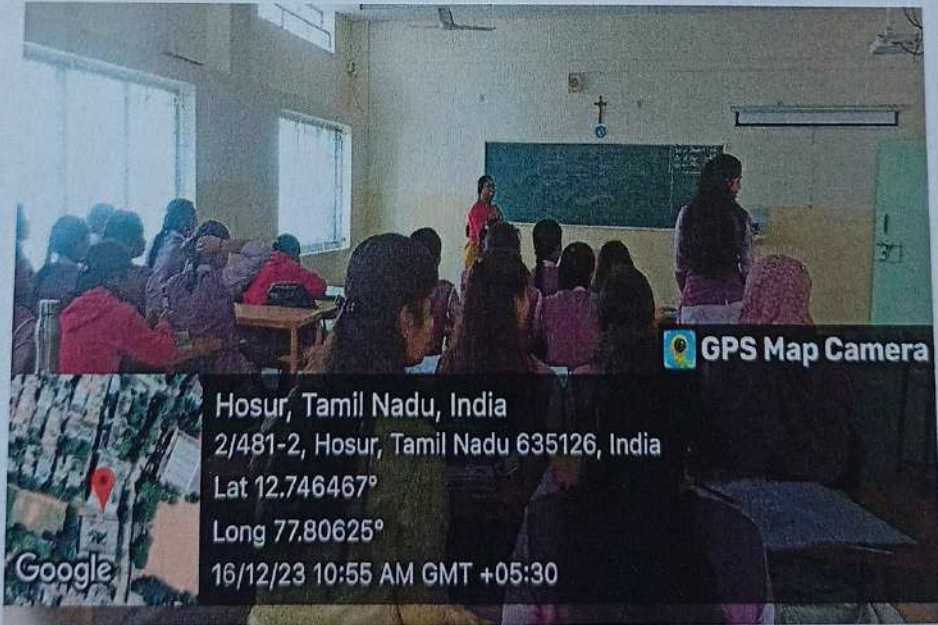 GPS Map Camera
Hosur, Tamil Nadu, India
2/481-2, Hosur, Tamil Nadu 635126, India
Lat 12.746467°
Long 77.80625°
16/12/23 10:55 AM GMT +05:30
Google